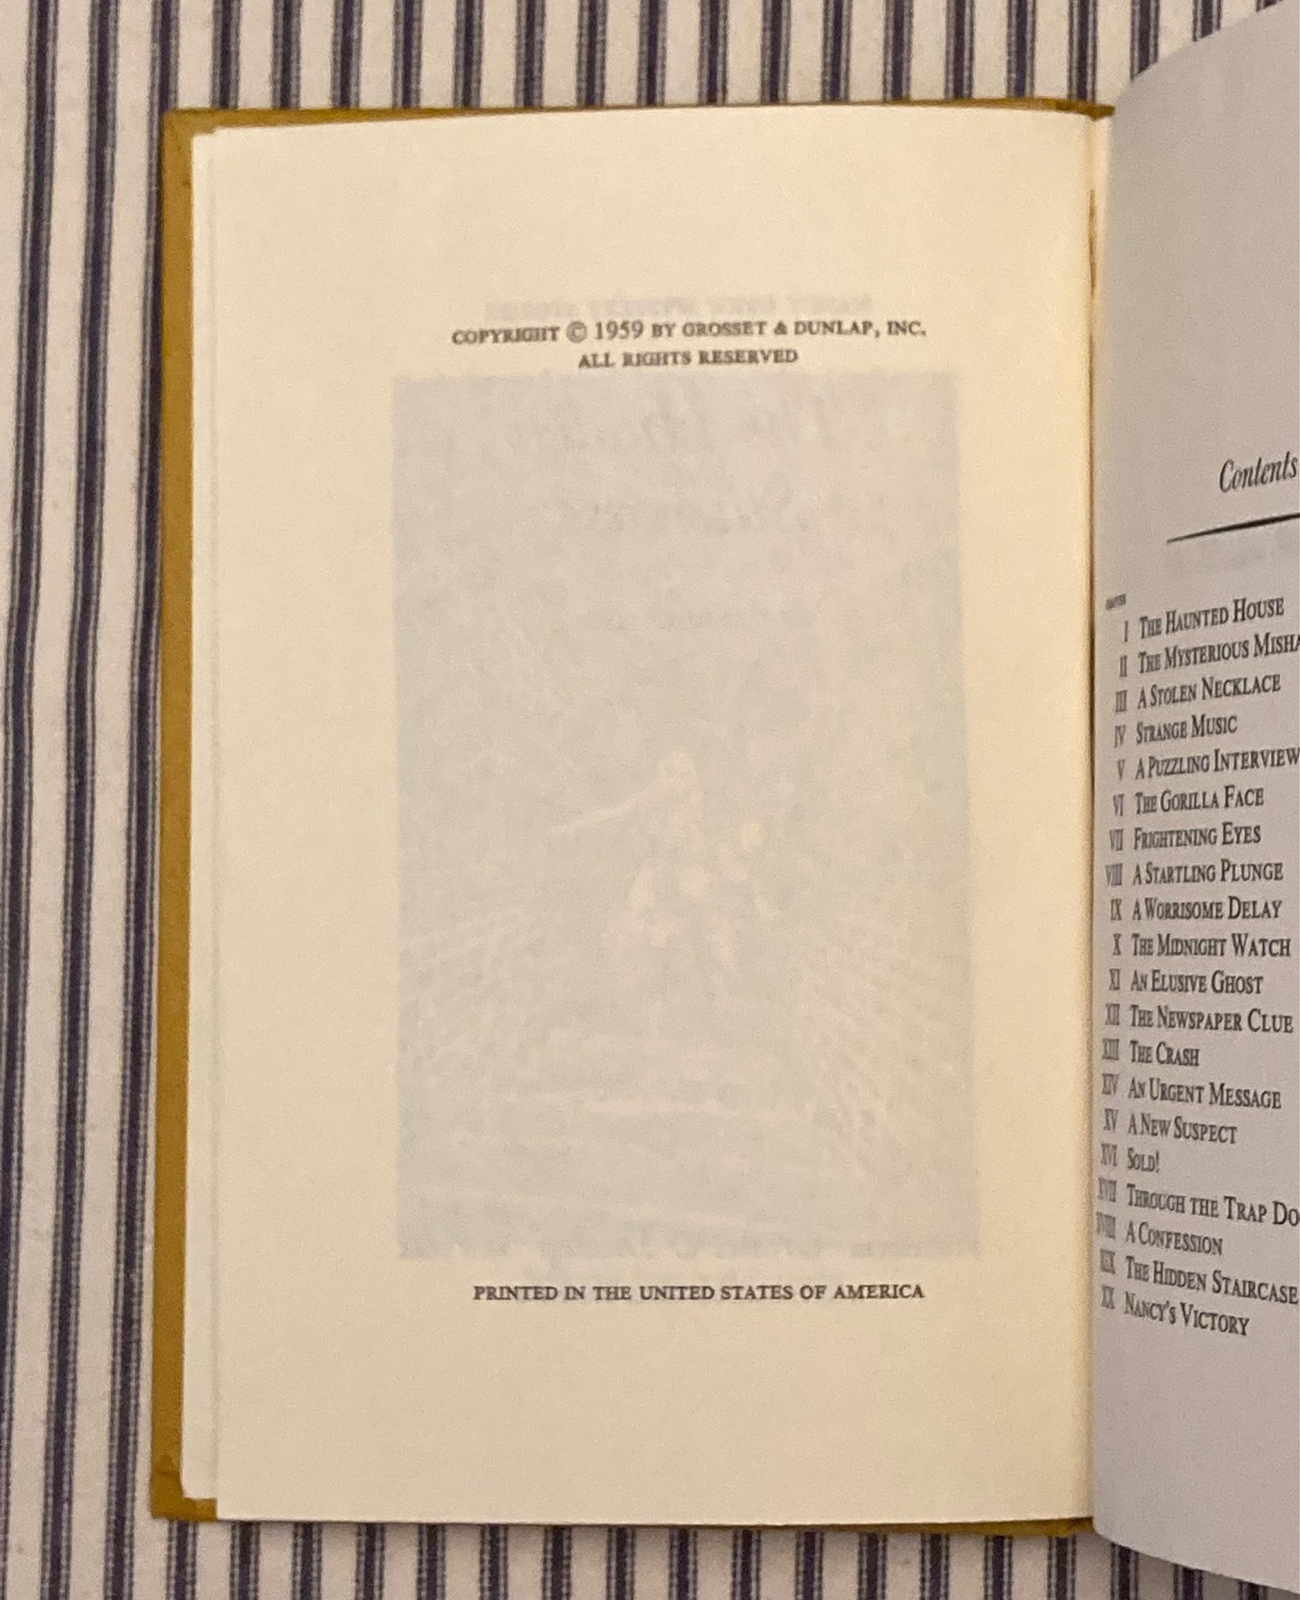 COPYRIGHT © 1959 BY GROSSET & DUNLAP, INC.
ALL RIGHTS RESERVED
PRINTED IN THE UNITED STATES OF AMERICA
Contents
I THE HAUNTED HOUSE
II THE MYSTERIOUS
III A STOLEN NECKLACE
IV STRANGE MUSIC
V A PUZZLING INTERVIEW
VI THE GORILLA FACE
VII FRIGHTENING EYES
VIII A STARTLING PLUNGE
IX A WORRISOME DELAY
X THE MIDNIGHT WATCH
XI AN ELUSIVE GHOST
XII THE NEWSPAPER CLUE
XIII THE CRASH
XIV AN URGENT MESSAGE
XV A NEW SUSPECT
XVI SOLD!
XVII THROUGH THE TRAP
XVIII A CONFESSION
XIX THE HIDDEN STAIRCASE
XX NANCY'S VICTORY